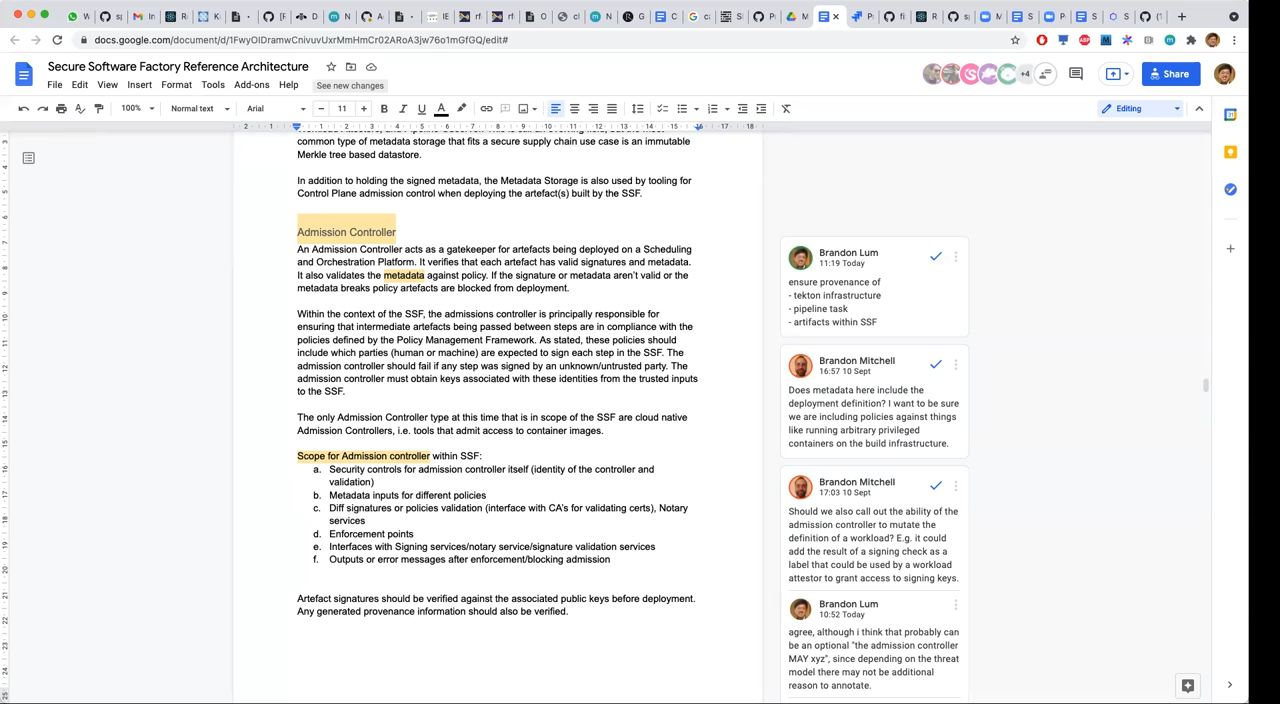 docs.google.com/document/d/1FwyOIDramwCnivuvUxrMmHmCr02ARoA3jw76o1mGfGQ/edit#
Secure Software Factory Reference Architecture
File Edit View Insert Format Tools Add-ons Help
See new changes
+4
Share
100%
Normal text
Arial
11
Editing
common type of metadata storage that fits a secure supply chain use case is an immutable
Merkle tree based datastore.
In addition to holding the signed metadata, the Metadata Storage is also used by tooling for
Control Plane admission control when deploying the artefact(s) built by the SSF.
Admission Controller
An Admission Controller acts as a gatekeeper for artefacts being deployed on a Scheduling
and Orchestration Platform. It verifies that each artefact has valid signatures and metadata.
It also validates the metadata against policy. If the signature or metadata aren't valid or the
metadata breaks policy artefacts are blocked from deployment.
Within the context of the SSF, the admissions controller is principally responsible for
ensuring that intermediate artefacts being passed between steps are in compliance with the
policies defined by the Policy Management Framework. As stated, these policies should
include which parties (human or machine) are expected to sign each step in the SSF. The
admission controller should fail if any step was signed by an unknown/untrusted party. The
admission controller must obtain keys associated with these identities from the trusted inputs
to the SSF.
The only Admission Controller type at this time that is in scope of the SSF are cloud native
Admission Controllers, i.e. tools that admit access to container images.
Scope for Admission controller within SSF:
a. Security controls for admission controller itself (identity of the controller and
validation)
b. Metadata inputs for different policies
c. Diff signatures or policies validation (interface with CA's for validating certs), Notary
services
d. Enforcement points
e. Interfaces with Signing services/notary service/signature validation services
f. Outputs or error messages after enforcement/blocking admission
Artefact signatures should be verified against the associated public keys before deployment.
Any generated provenance information should also be verified.
Brandon Lum
11:19 Today
ensure provenance of
- tekton infrastructure
- pipeline task
- artifacts within SSF
Brandon Mitchell
16:57 10 Sept
Does metadata here include the
deployment definition? I want to be sure
we are including policies against things
like running arbitrary privileged
containers on the build infrastructure.
Brandon Mitchell
17:03 10 Sept
Should we also call out the ability of the
admission controller to mutate the
definition of a workload? E.g. it could
add the result of a signing check as a
label that could be used by a workload
attestor to grant access to signing keys.
Brandon Lum
10:52 Today
agree, although i think that probably can
be an optional "the admission controller
MAY xyz", since depending on the threat
model there may not be additional
reason to annotate.